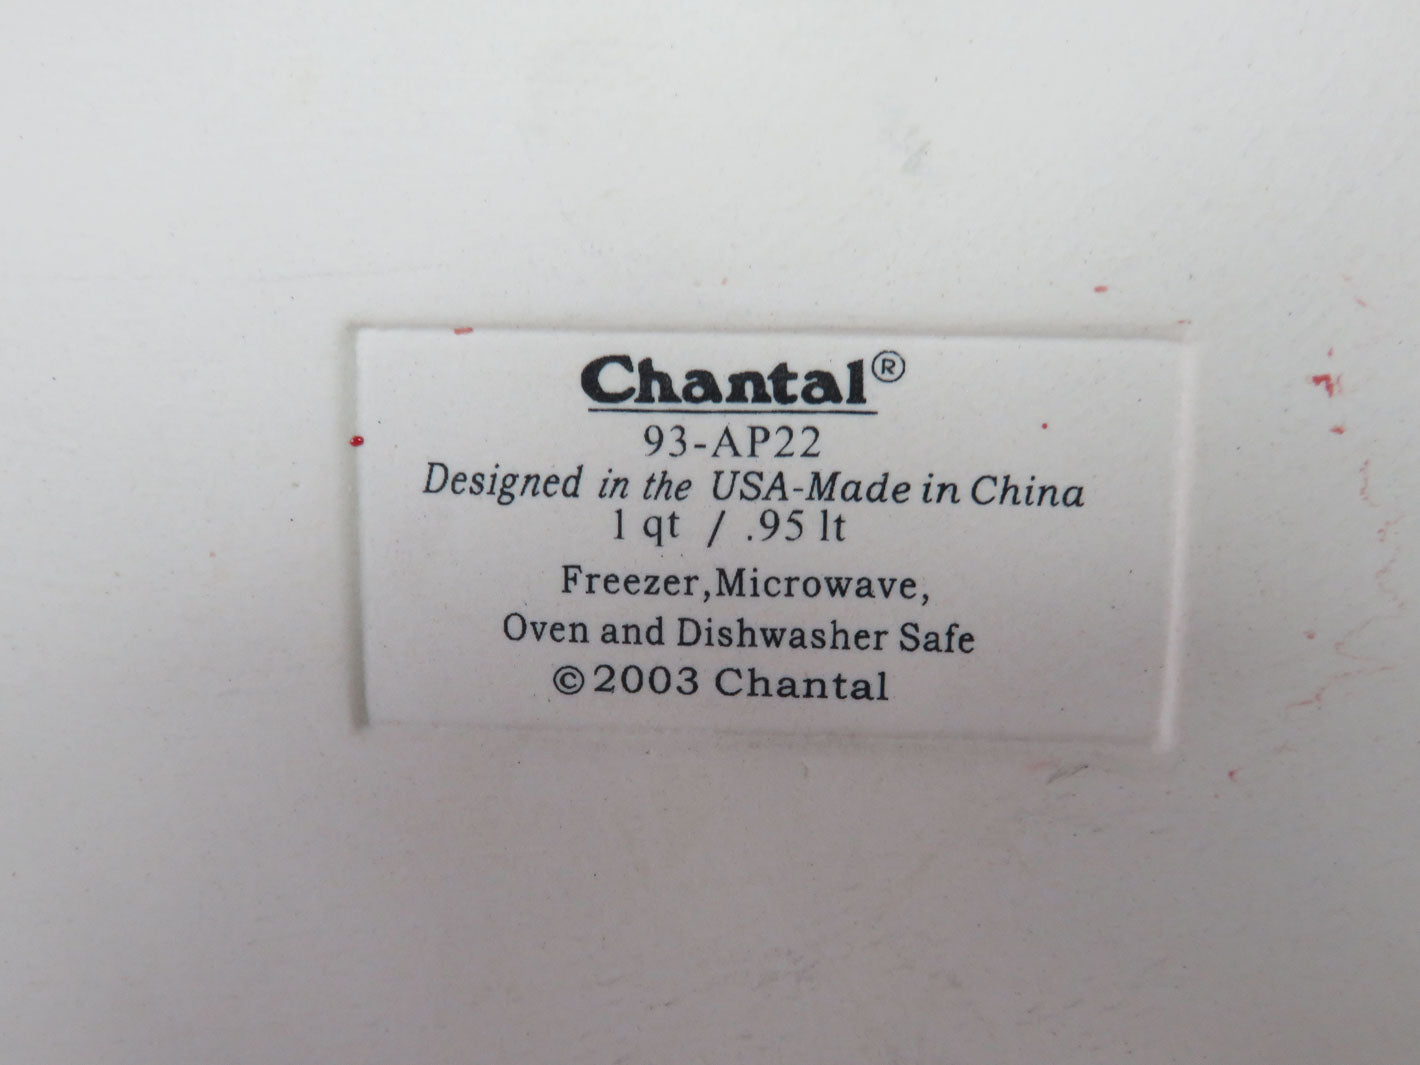 Chantal®
93-AP22
Designed in the USA-Made in China
1 qt / .95 lt
Freezer,Microwave,
Oven and Dishwasher Safe
©2003 Chantal